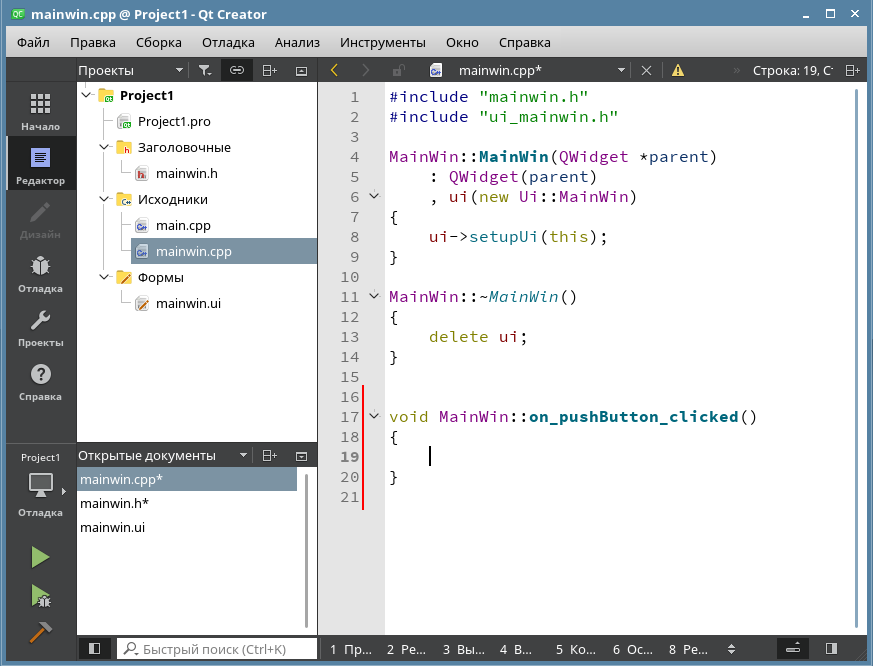 mainwin.cpp @ Project1 - Qt Creator
Файл Правка Сборка Отладка Анализ Инструменты Окно Справка
Проекты mainwin.cpp* » Строка: 19, С
Начало
Редактор
Дизайн
Отладка
Проекты
Справка
Project1
Отладка
Project1
Project1.pro
Заголовочные
mainwin.h
Исходники
main.cpp
mainwin.cpp
Формы
mainwin.ui
Открытые документы
mainwin.cpp*
mainwin.h*
mainwin.ui
1 #include "mainwin.h"
2 #include "ui_mainwin.h"
3
4 MainWin::MainWin(QWidget *parent)
5 : QWidget(parent)
6 , ui(new Ui::MainWin)
7 {
8 ui->setupUi(this);
9 }
10
11 MainWin::~MainWin()
12 {
13 delete ui;
14 }
15
16
17 void MainWin::on_pushButton_clicked()
18 {
19
20 }
21
Быстрый поиск (Ctrl+K) 1 Пр... 2 Ре... 3 Вы... 4 В... 5 Ко... 6 Ос... 8 Ре...